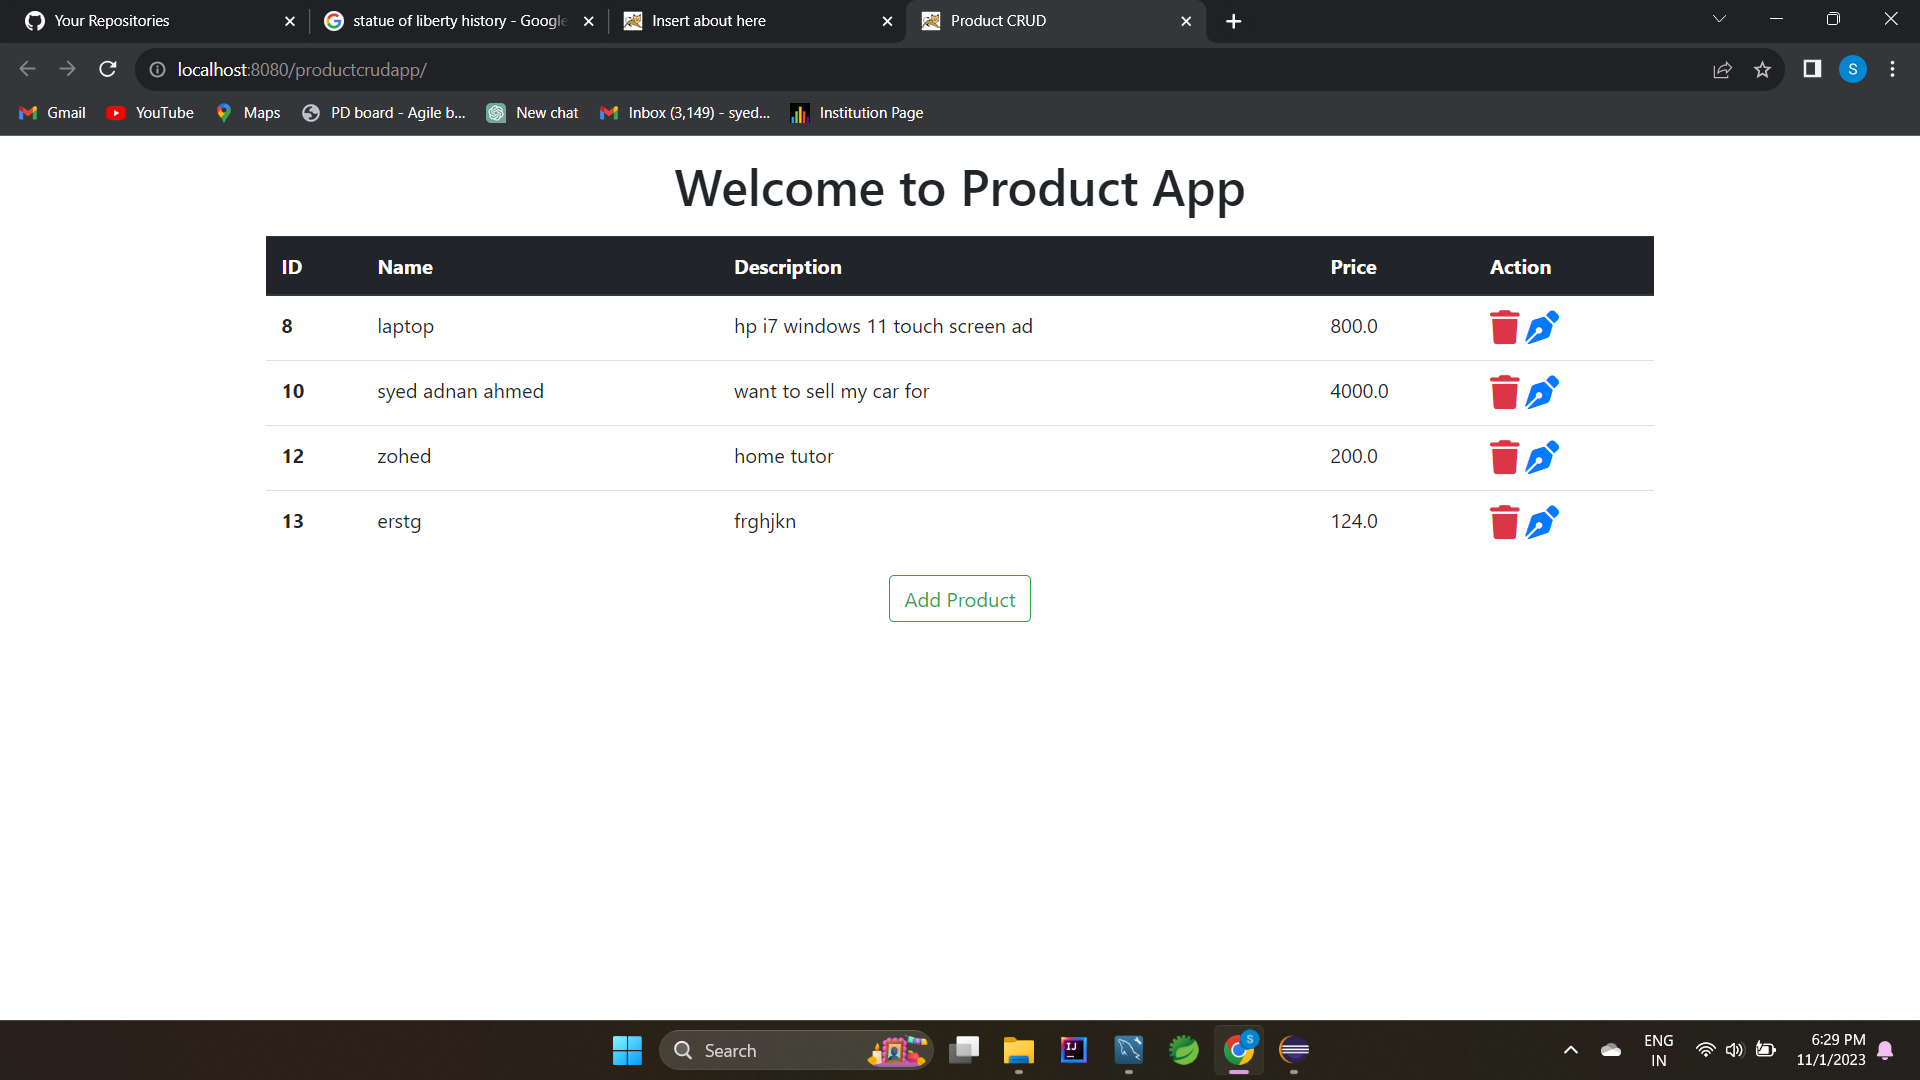 Your Repositories
statue of liberty history - Google
Insert about here
Product CRUD
localhost:8080/productcrudapp/
S
Gmail
YouTube
Maps
PD board - Agile b...
New chat
Inbox (3,149) - syed...
Institution Page
Welcome to Product App
ID Name Description Price Action
8 laptop hp i7 windows 11 touch screen ad 800.0
10 syed adnan ahmed want to sell my car for 4000.0
12 zohed home tutor 200.0
13 erstg frghjkn 124.0
Add Product
Search
IJ
S
ENG
IN
6:29 PM
11/1/2023